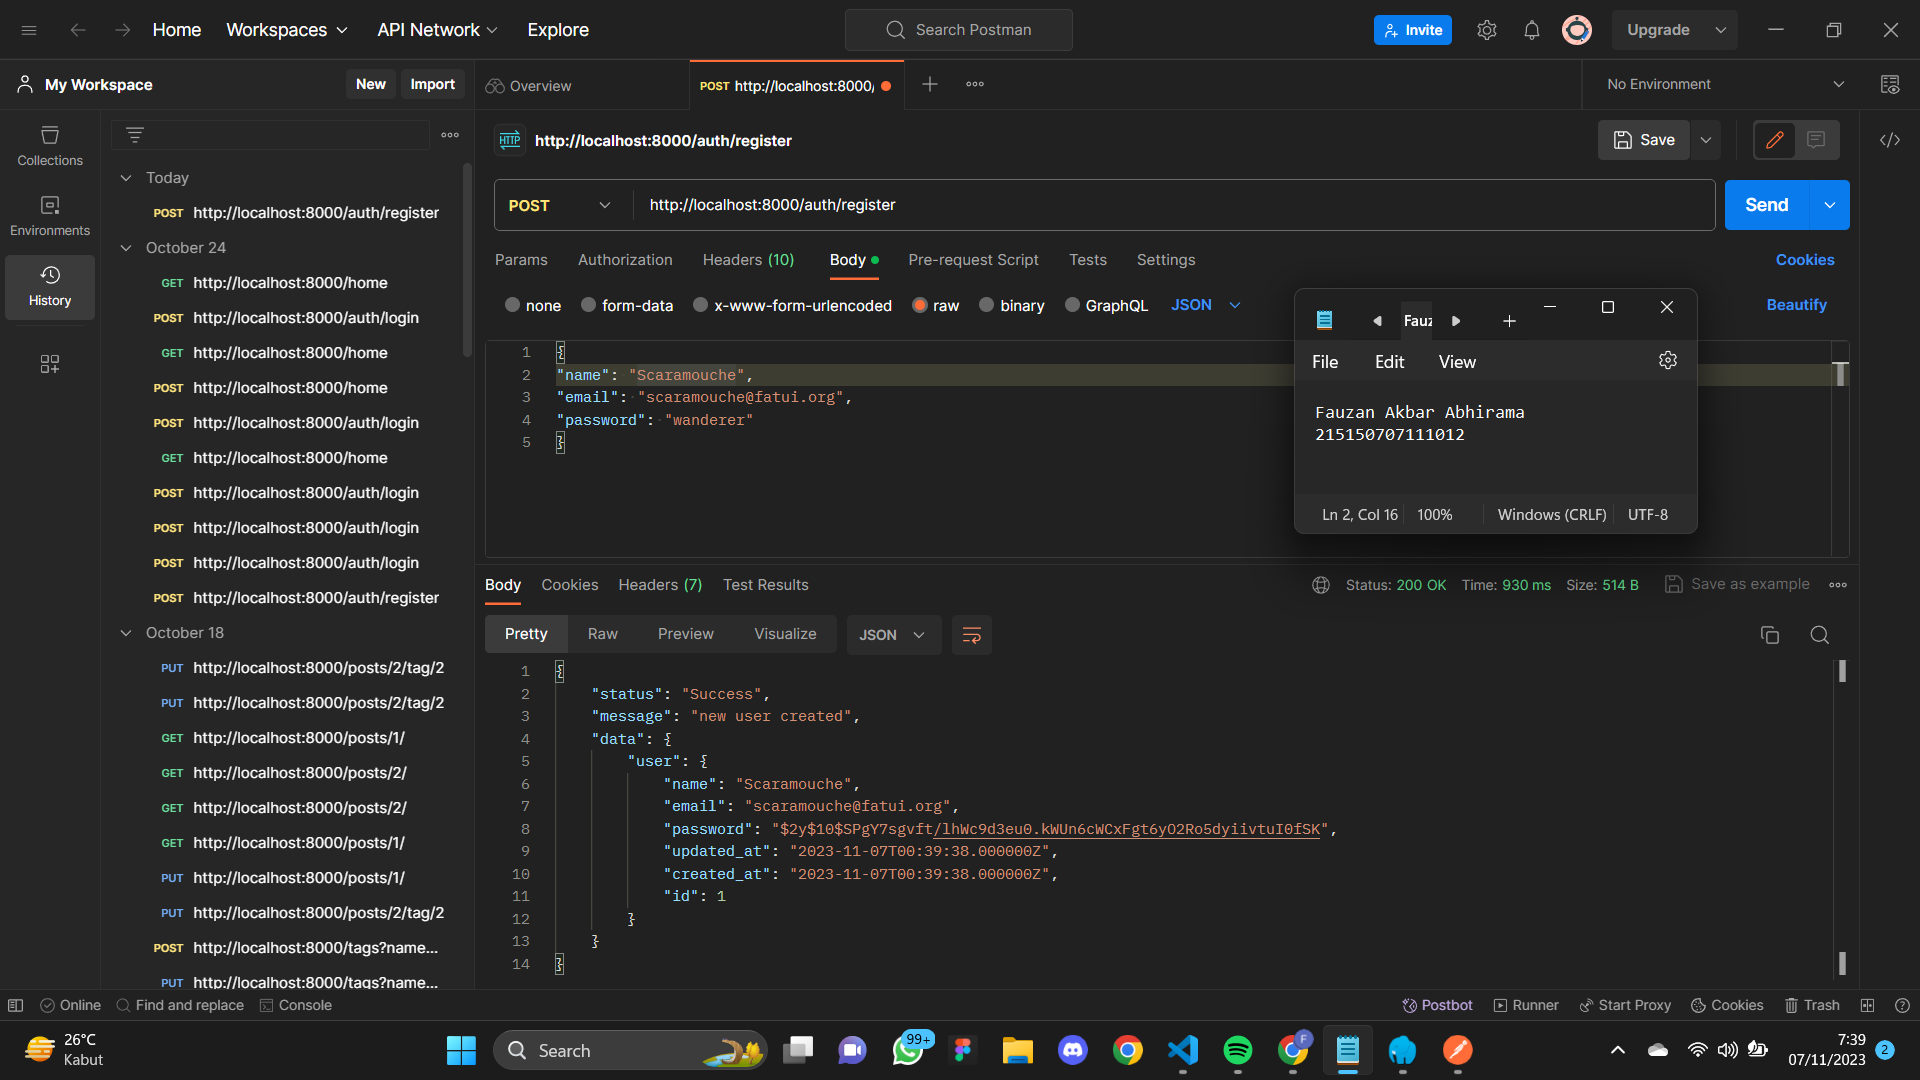 Home
Workspaces
API Network
Explore
Search Postman
Invite
Upgrade
My Workspace
New
Import
Overview
POST http://localhost:8000/
No Environment
Collections
Environments
History
Today
POST http://localhost:8000/auth/register
October 24
GET http://localhost:8000/home
POST http://localhost:8000/auth/login
GET http://localhost:8000/home
POST http://localhost:8000/home
POST http://localhost:8000/auth/login
GET http://localhost:8000/home
POST http://localhost:8000/auth/login
POST http://localhost:8000/auth/login
POST http://localhost:8000/auth/login
POST http://localhost:8000/auth/register
October 18
PUT http://localhost:8000/posts/2/tag/2
PUT http://localhost:8000/posts/2/tag/2
GET http://localhost:8000/posts/1/
GET http://localhost:8000/posts/2/
GET http://localhost:8000/posts/2/
GET http://localhost:8000/posts/1/
PUT http://localhost:8000/posts/1/
PUT http://localhost:8000/posts/2/tag/2
POST http://localhost:8000/tags?name...
PUT http://localhost:8000/tags?name...
HTTP http://localhost:8000/auth/register
Save
POST http://localhost:8000/auth/register
Send
Params Authorization Headers (10) Body Pre-request Script Tests Settings
Cookies
none form-data x-www-form-urlencoded raw binary GraphQL JSON
Beautify
1 {
2 "name": "Scaramouche",
3 "email": "scaramouche@fatui.org",
4 "password": "wanderer"
5 }
Fauz
File Edit View
Fauzan Akbar Abhirama
215150707111012
Ln 2, Col 16 100% Windows (CRLF) UTF-8
Body Cookies Headers (7) Test Results
Status: 200 OK Time: 930 ms Size: 514 B
Save as example
Pretty Raw Preview Visualize JSON
1 {
2 "status": "Success",
3 "message": "new user created",
4 "data": {
5 "user": {
6 "name": "Scaramouche",
7 "email": "scaramouche@fatui.org",
8 "password": "$2y$10$SPgY7sgvft/lhWc9d3eu0.kWUn6cWCxFgt6yO2Ro5dyiivtuI0fSK",
9 "updated_at": "2023-11-07T00:39:38.000000Z",
10 "created_at": "2023-11-07T00:39:38.000000Z",
11 "id": 1
12 }
13 }
14 }
Online Find and replace Console
Postbot Runner Start Proxy Cookies Trash
26°C
Kabut
Search
99+
F
7:39
07/11/2023
2